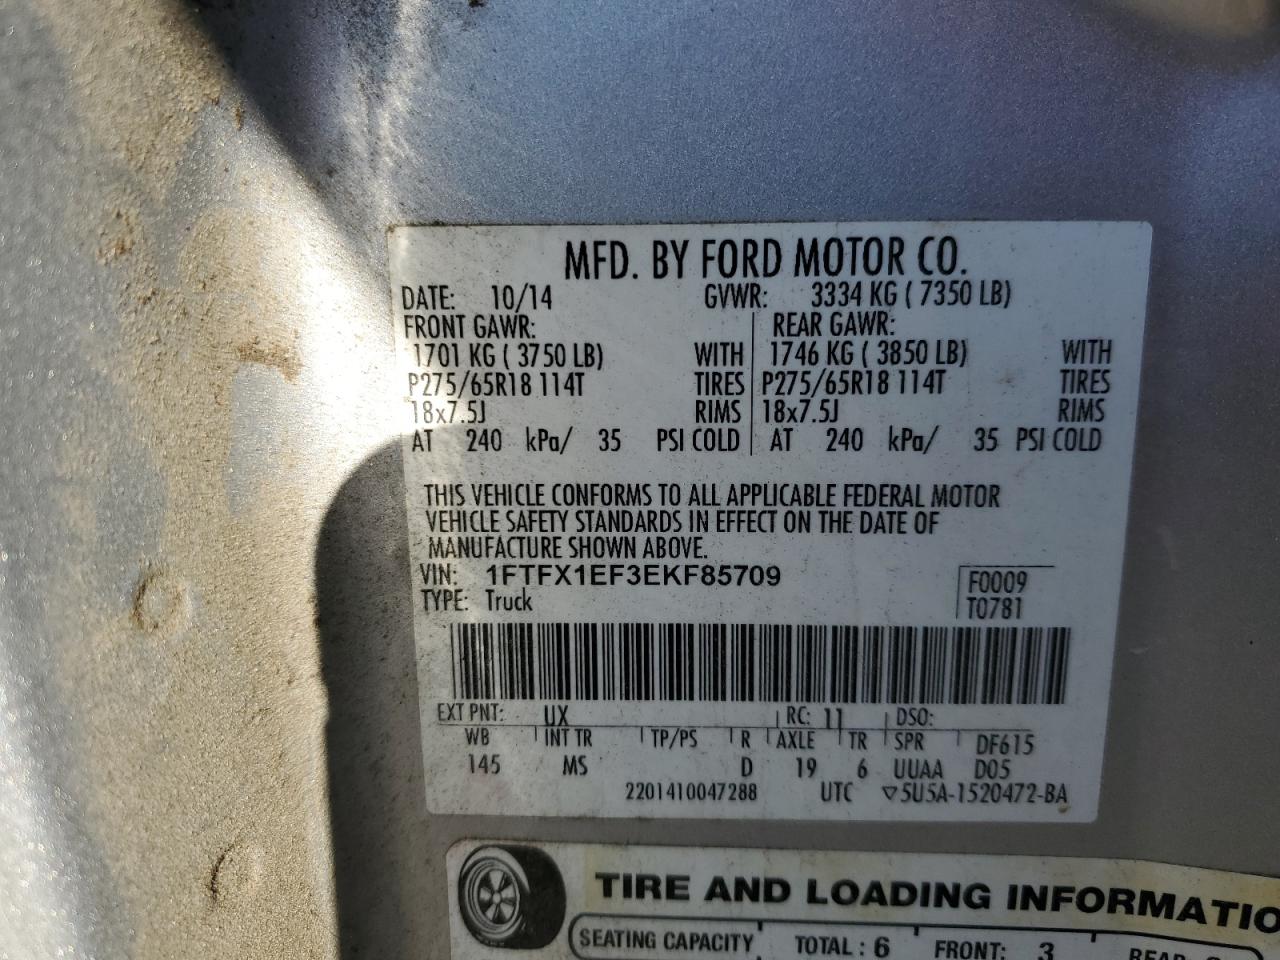 MFD. BY FORD MOTOR CO.
DATE: 10/14 GVWR: 3334 KG ( 7350 LB)
FRONT GAWR: REAR GAWR:
1701 KG ( 3750 LB) WITH 1746 KG ( 3850 LB) WITH
P275/65R18 114T TIRES P275/65R18 114T TIRES
18x7.5J RIMS 18x7.5J RIMS
AT 240 kPa/ 35 PSI COLD AT 240 kPa/ 35 PSI COLD
THIS VEHICLE CONFORMS TO ALL APPLICABLE FEDERAL MOTOR
VEHICLE SAFETY STANDARDS IN EFFECT ON THE DATE OF
MANUFACTURE SHOWN ABOVE.
VIN: 1FTFX1EF3EKF85709 F0009
TYPE: Truck T0781
EXT PNT: UX RC: 11 DSO:
WB INT TR TP/PS R AXLE TR SPR DF615
145 MS D 19 6 UUAA D05
2201410047288 UTC ▽5U5A-1520472-BA
TIRE AND LOADING INFORMATIO
SEATING CAPACITY TOTAL : 6 FRONT: 3 REAR